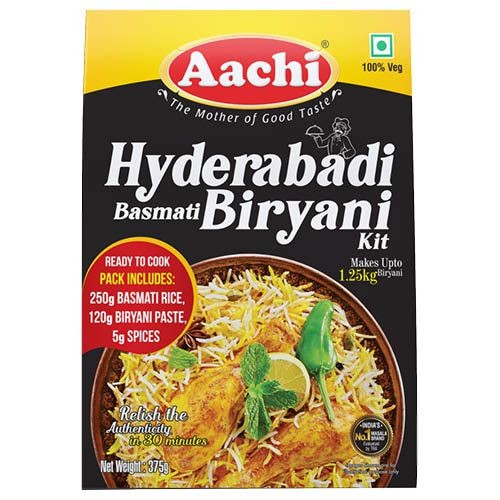 Aachi®
The Mother of Good Taste
100% Veg
Hyderabadi
Basmati Biryani
Kit
Makes Upto
1.25kg Biryani
READY TO COOK
PACK INCLUDES:
250g BASMATI RICE,
120g BIRYANI PASTE,
5g SPICES
Relish the
Authenticity
in 30 minutes
Net Weight: 375g
INDIA'S
No.1 MASALA
BRAND